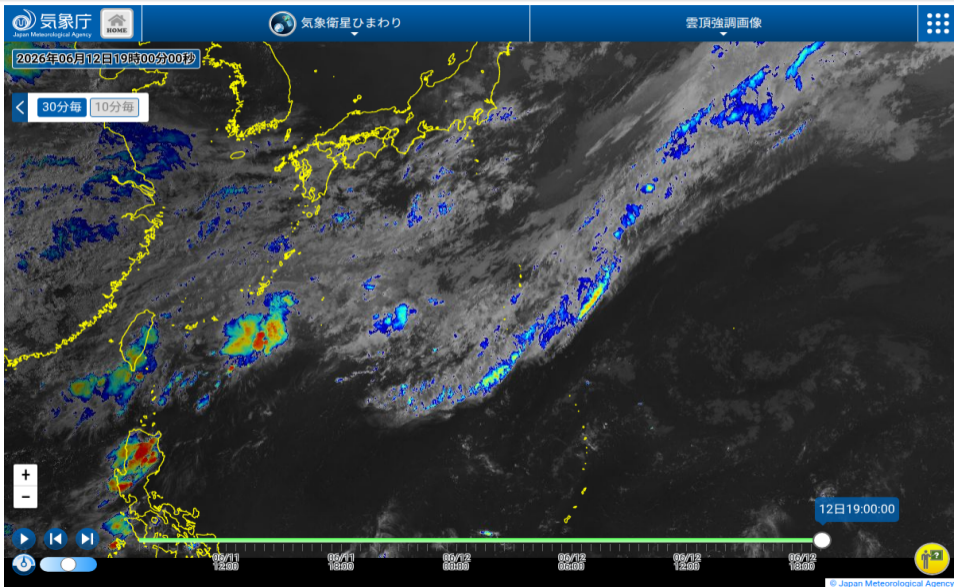 気象庁
Japan Meteorological Agency
HOME
気象衛星ひまわり
雲頂強調画像
2026年06月12日19時00分00秒
30分毎
10分毎
+
−
12日19:00:00
06/11
12:00
06/11
18:00
06/12
00:00
06/12
06:00
06/12
12:00
06/12
18:00
© Japan Meteorological Agency